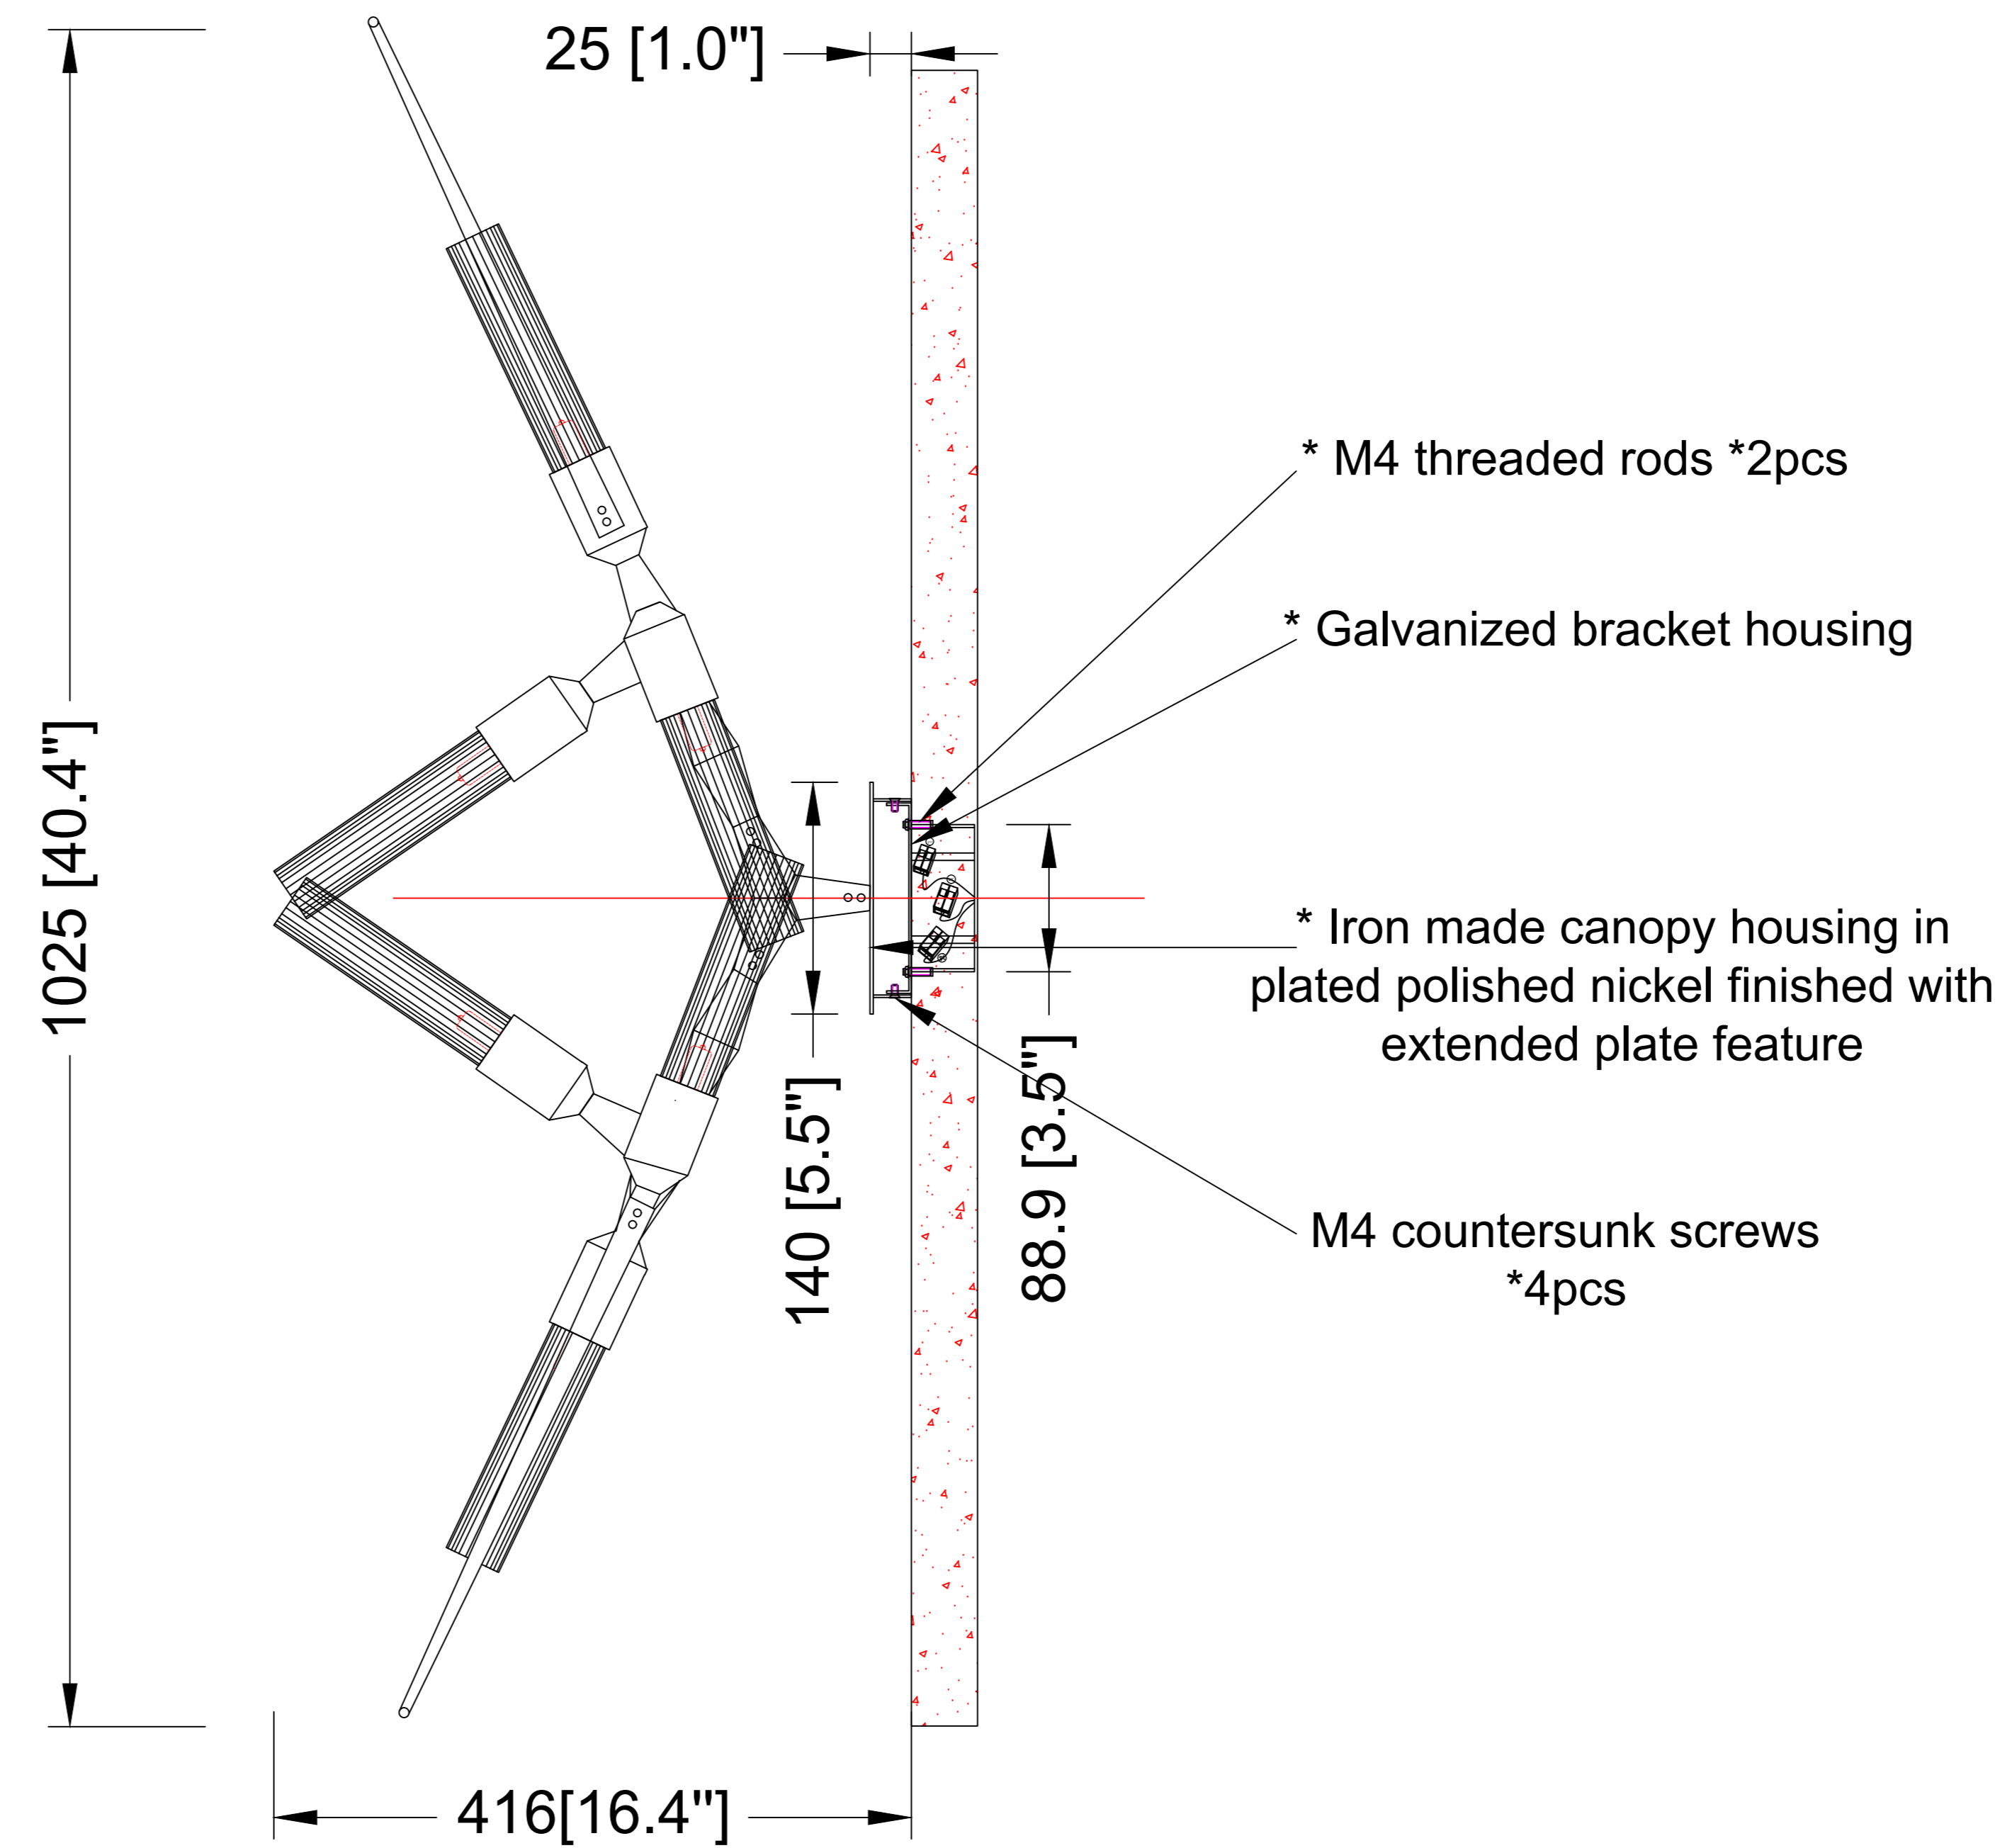 25 [1.0"]
* M4 threaded rods *2pcs
* Galvanized bracket housing
1025 [40.4"]
* Iron made canopy housing in
plated polished nickel finished with
extended plate feature
140 [5.5"]
88.9 [3.5"]
M4 countersunk screws
*4pcs
416[16.4"]